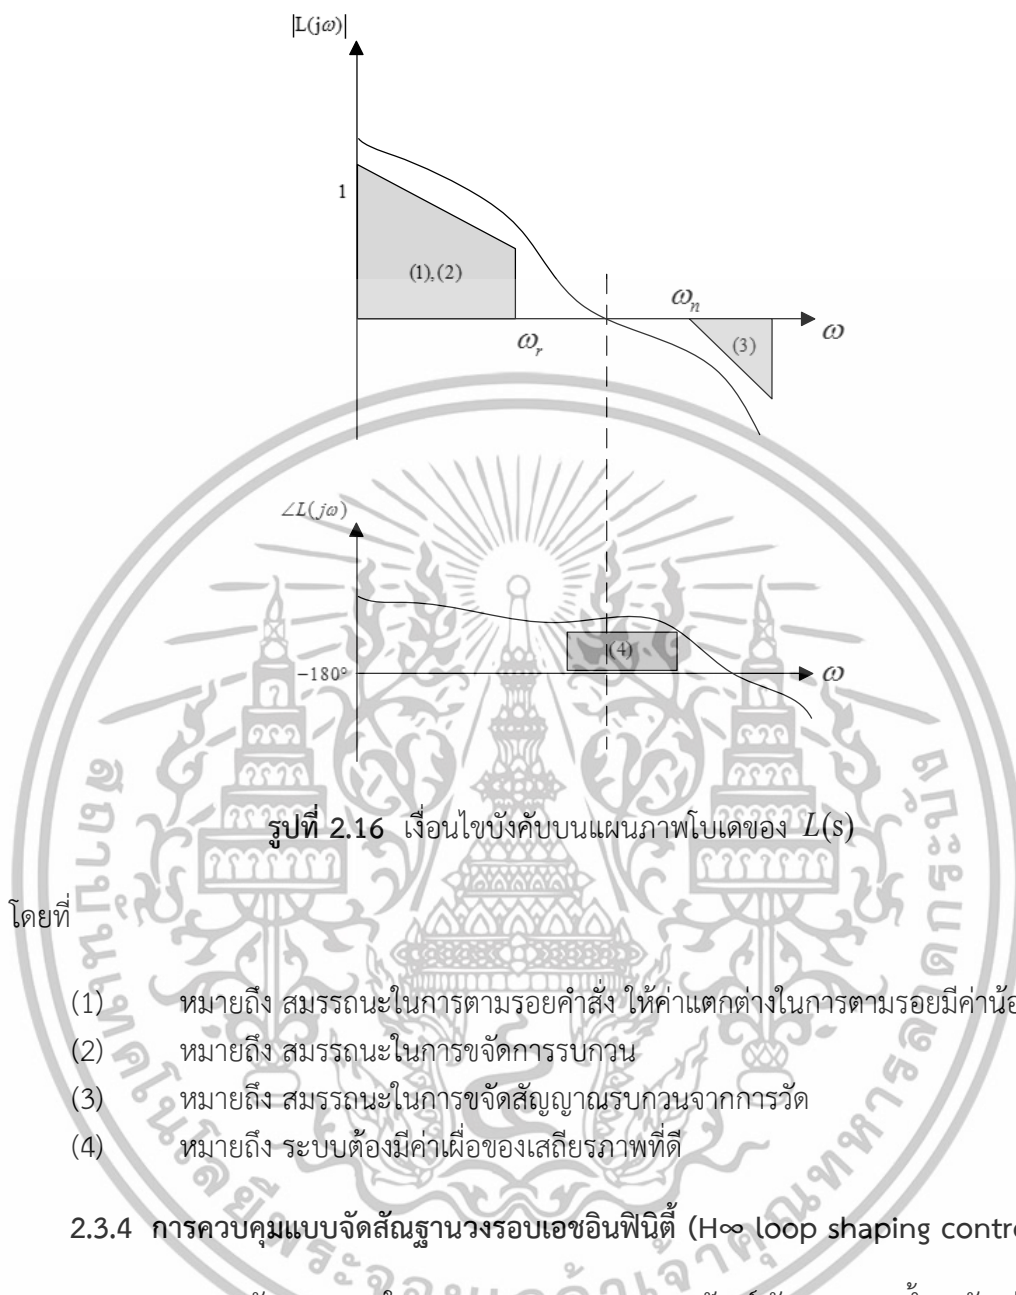 |L(jω)|
1
(1),(2)
ω_n
ω
ω_r
(3)
∠L(jω)
(4)
−180°
ω
รูปที่ 2.16 เงื่อนไขบังคับบนแผนภาพโบเดของ L(s)
โดยที่
(1) หมายถึง สมรรถนะในการตามรอยคำสั่ง ให้ค่าแตกต่างในการตามรอยมีค่า
(2) หมายถึง สมรรถนะในการขจัดการรบกวน
(3) หมายถึง สมรรถนะในการขจัดสัญญาณรบกวนจากการวัด
(4) หมายถึง ระบบต้องมีค่าเผื่อของเสถียรภาพที่ดี
2.3.4 การควบคุมแบบจัดสัณฐานวงรอบเอชอินฟินิตี้ (H∞ loop shaping